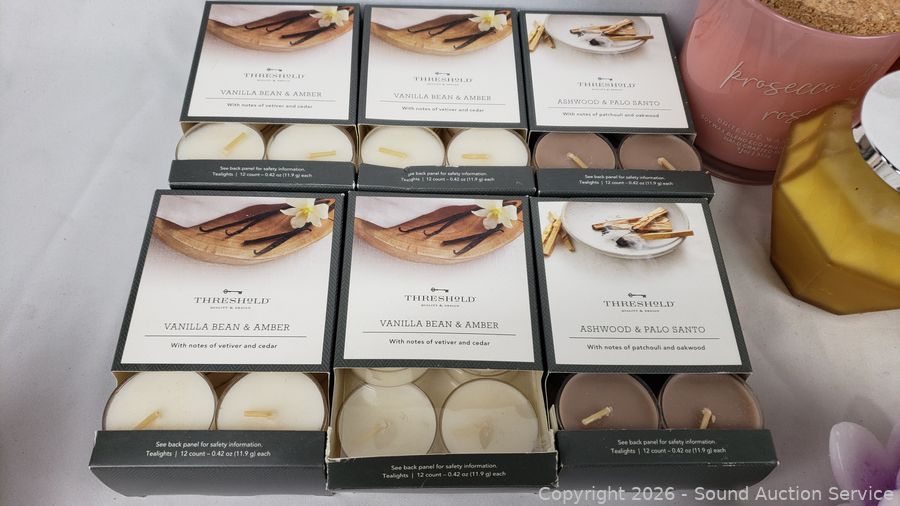 THRESHOLD
QUALITY & DESIGN
VANILLA BEAN & AMBER
With notes of vetiver and cedar
See back panel for safety information.
Tealights | 12 count – 0.42 oz (11.9 g) each
THRESHOLD
QUALITY & DESIGN
VANILLA BEAN & AMBER
With notes of vetiver and cedar
back panel for safety information.
Tealights | 12 count – 0.42 oz (11.9 g) each
THRESHOLD
QUALITY & DESIGN
ASHWOOD & PALO SANTO
With notes of patchouli and oakwood
See back panel for safety information.
Tealights | 12 count – 0.42 oz (11.9 g) each
prosecco
THRESHOLD
QUALITY & DESIGN
VANILLA BEAN & AMBER
With notes of vetiver and cedar
See back panel for safety information.
Tealights | 12 count – 0.42 oz (11.9 g) each
THRESHOLD
QUALITY & DESIGN
VANILLA BEAN & AMBER
With notes of vetiver and cedar
See back panel for safety information.
Tealights | 12 count – 0.42 oz (11.9 g) each
THRESHOLD
QUALITY & DESIGN
ASHWOOD & PALO SANTO
With notes of patchouli and oakwood
See back panel for safety information.
Tealights | 12 count – 0.42 oz (11.9 g) each
Copyright 2026 - Sound Auction Service